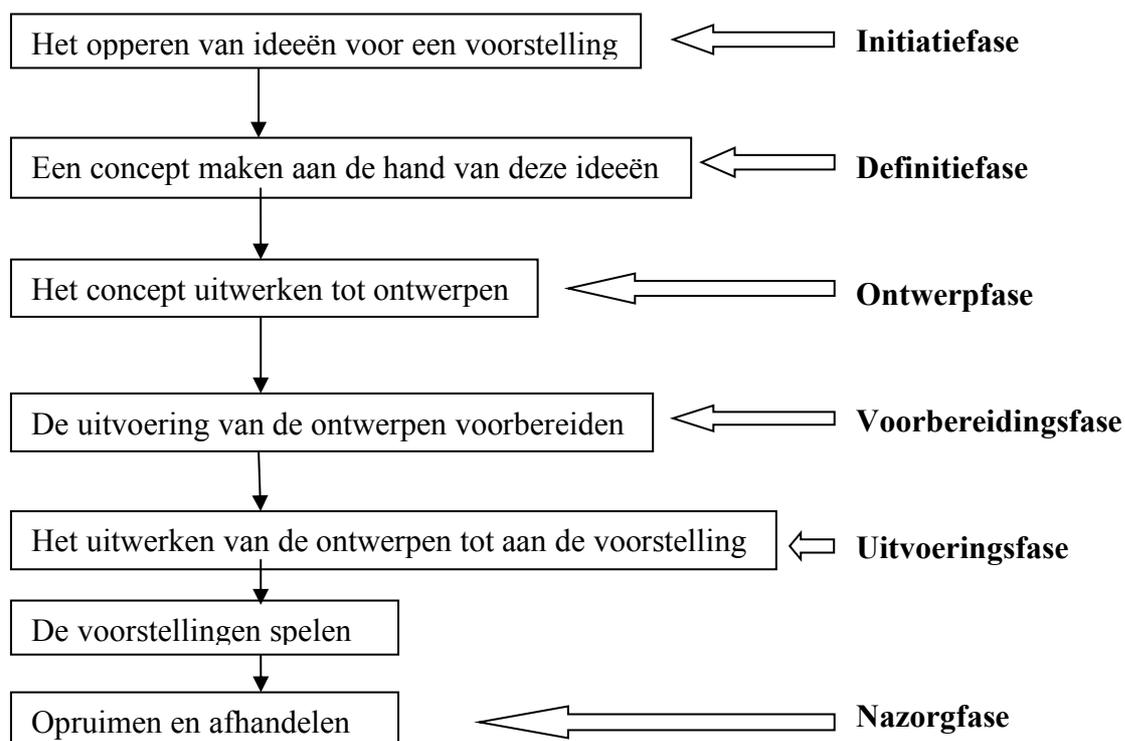 Het opperen van ideeën voor een voorstelling
Initiatiefase
Een concept maken aan de hand van deze ideeën
Definitiefase
Het concept uitwerken tot ontwerpen
Ontwerpfase
De uitvoering van de ontwerpen voorbereiden
Voorbereidingsfase
Het uitwerken van de ontwerpen tot aan de voorstelling
Uitvoeringsfase
De voorstellingen spelen
Opruimen en afhandelen
Nazorgfase